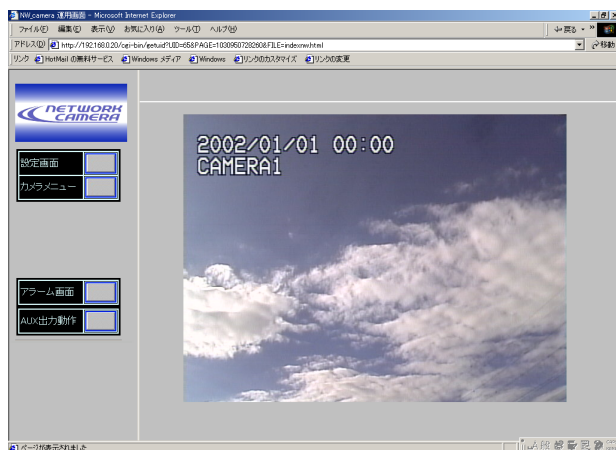 NW_camera 運用画面 - Microsoft Internet Explorer
ファイル(F) 編集(E) 表示(V) お気に入り(A) ツール(T) ヘルプ(H)
戻る
アドレス(D) http://192.168.0.20/cgi-bin/getuid?UID=65&PAGE=1030950728260&FILE=indexnw.html 移動
リンク HotMail の無料サービス Windows メディア Windows リンクのカスタマイズ リンクの変更
NETWORK
CAMERA
2002/01/01 00:00
CAMERA1
設定画面
カメラメニュー
アラーム画面
AUX出力動作
ページが表示されました